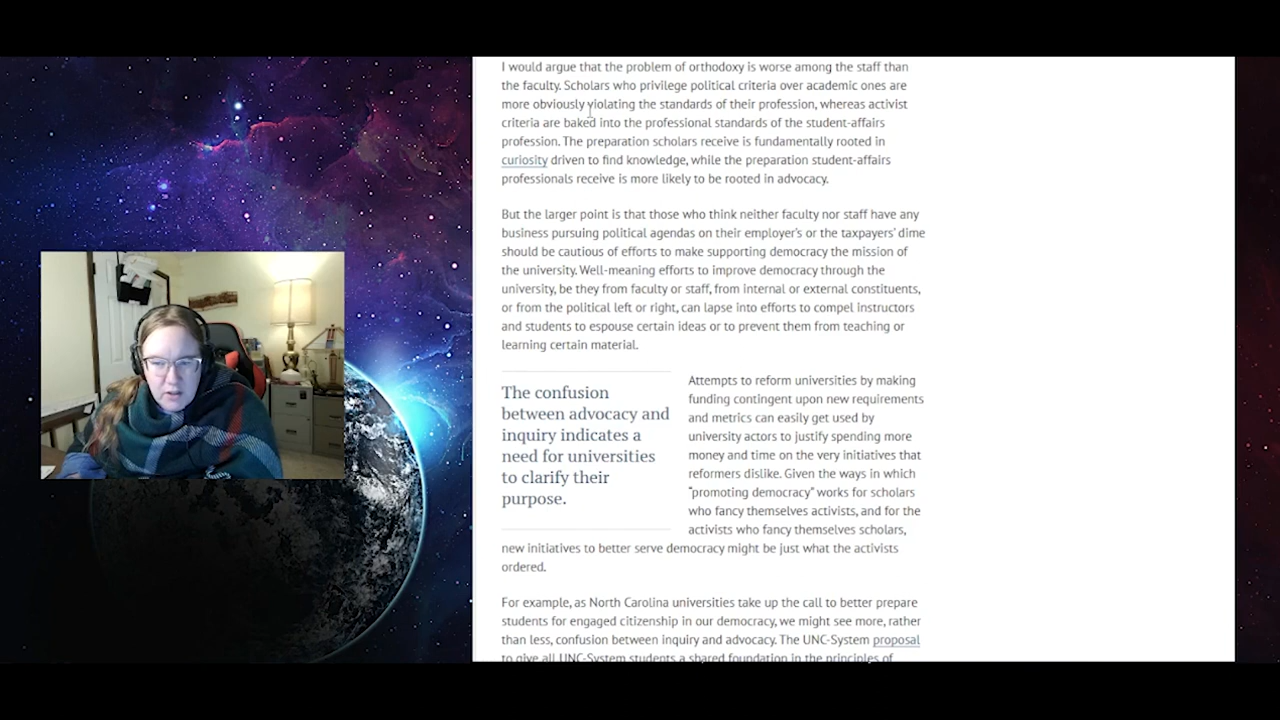 I would argue that the problem of orthodoxy is worse among the staff than
the faculty. Scholars who privilege political criteria over academic ones are
more obviously violating the standards of their profession, whereas activist
criteria are baked into the professional standards of the student-affairs
profession. The preparation scholars receive is fundamentally rooted in
curiosity driven to find knowledge, while the preparation student-affairs
professionals receive is more likely to be rooted in advocacy.
But the larger point is that those who think neither faculty nor staff have any
business pursuing political agendas on their employer's or the taxpayers' dime
should be cautious of efforts to make supporting democracy the mission of
the university. Well-meaning efforts to improve democracy through the
university, be they from faculty or staff, from internal or external constituents,
or from the political left or right, can lapse into efforts to compel instructors
and students to espouse certain ideas or to prevent them from teaching or
learning certain material.
The confusion
between advocacy and
inquiry indicates a
need for universities
to clarify their
purpose.
Attempts to reform universities by making
funding contingent upon new requirements
and metrics can easily get used by
university actors to justify spending more
money and time on the very initiatives that
reformers dislike. Given the ways in which
"promoting democracy" works for scholars
who fancy themselves activists, and for the
activists who fancy themselves scholars,
new initiatives to better serve democracy might be just what the activists
ordered.
For example, as North Carolina universities take up the call to better prepare
students for engaged citizenship in our democracy, we might see more, rather
than less, confusion between inquiry and advocacy. The UNC-System proposal
to give all UNC-System students a shared foundation in the principles of